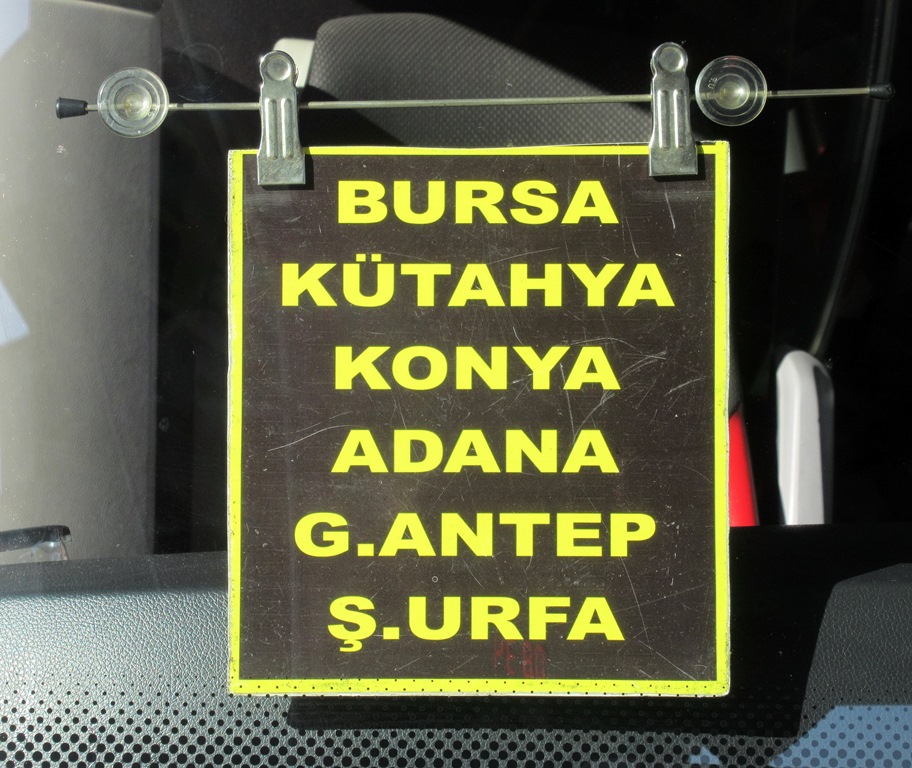 BURSA
KÜTAHYA
KONYA
ADANA
G.ANTEP
Ş.URFA